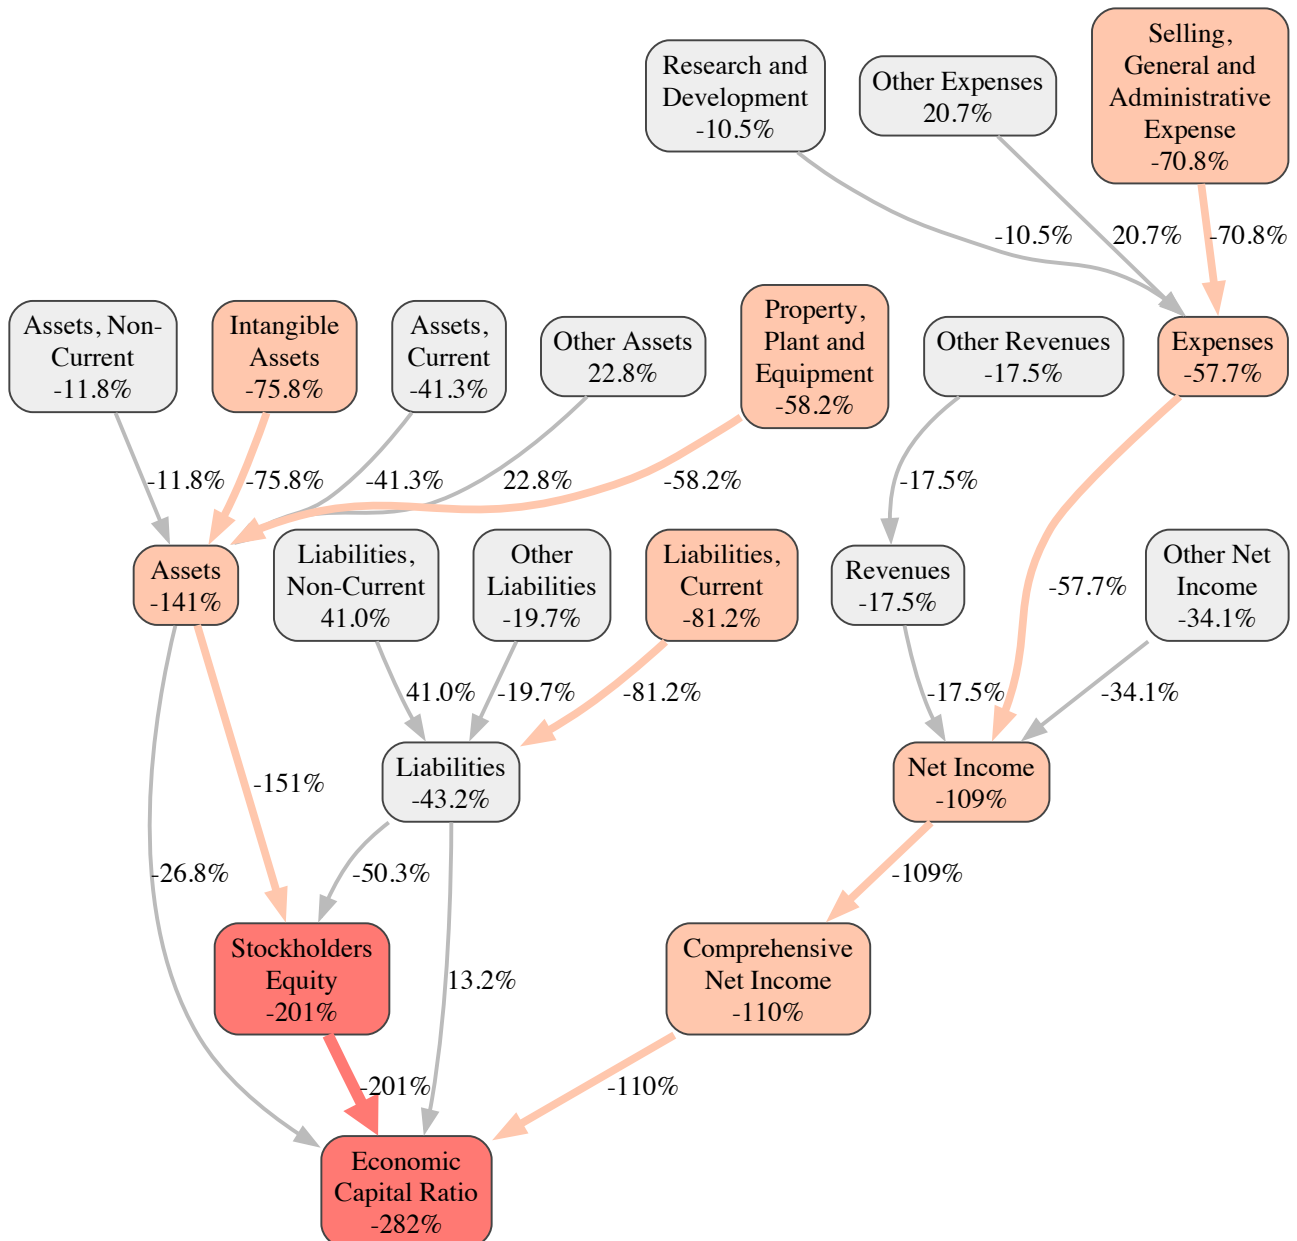 Selling,
General and
Administrative
Expense
-70.8%
Research and
Development
-10.5%
Other Expenses
20.7%
-10.5%
20.7%
-70.8%
Assets, Non-
Current
-11.8%
Intangible
Assets
-75.8%
Assets,
Current
-41.3%
Other Assets
22.8%
Property,
Plant and
Equipment
-58.2%
Other Revenues
-17.5%
Expenses
-57.7%
-11.8%
-75.8%
-41.3%
22.8%
-58.2%
-17.5%
Assets
-141%
Liabilities,
Non-Current
41.0%
Other
Liabilities
-19.7%
Liabilities,
Current
-81.2%
Revenues
-17.5%
-57.7%
Other Net
Income
-34.1%
41.0%
-19.7%
-81.2%
-17.5%
-34.1%
-151%
Liabilities
-43.2%
Net Income
-109%
-26.8%
-50.3%
-109%
Stockholders
Equity
-201%
13.2%
Comprehensive
Net Income
-110%
-201%
-110%
Economic
Capital Ratio
-282%